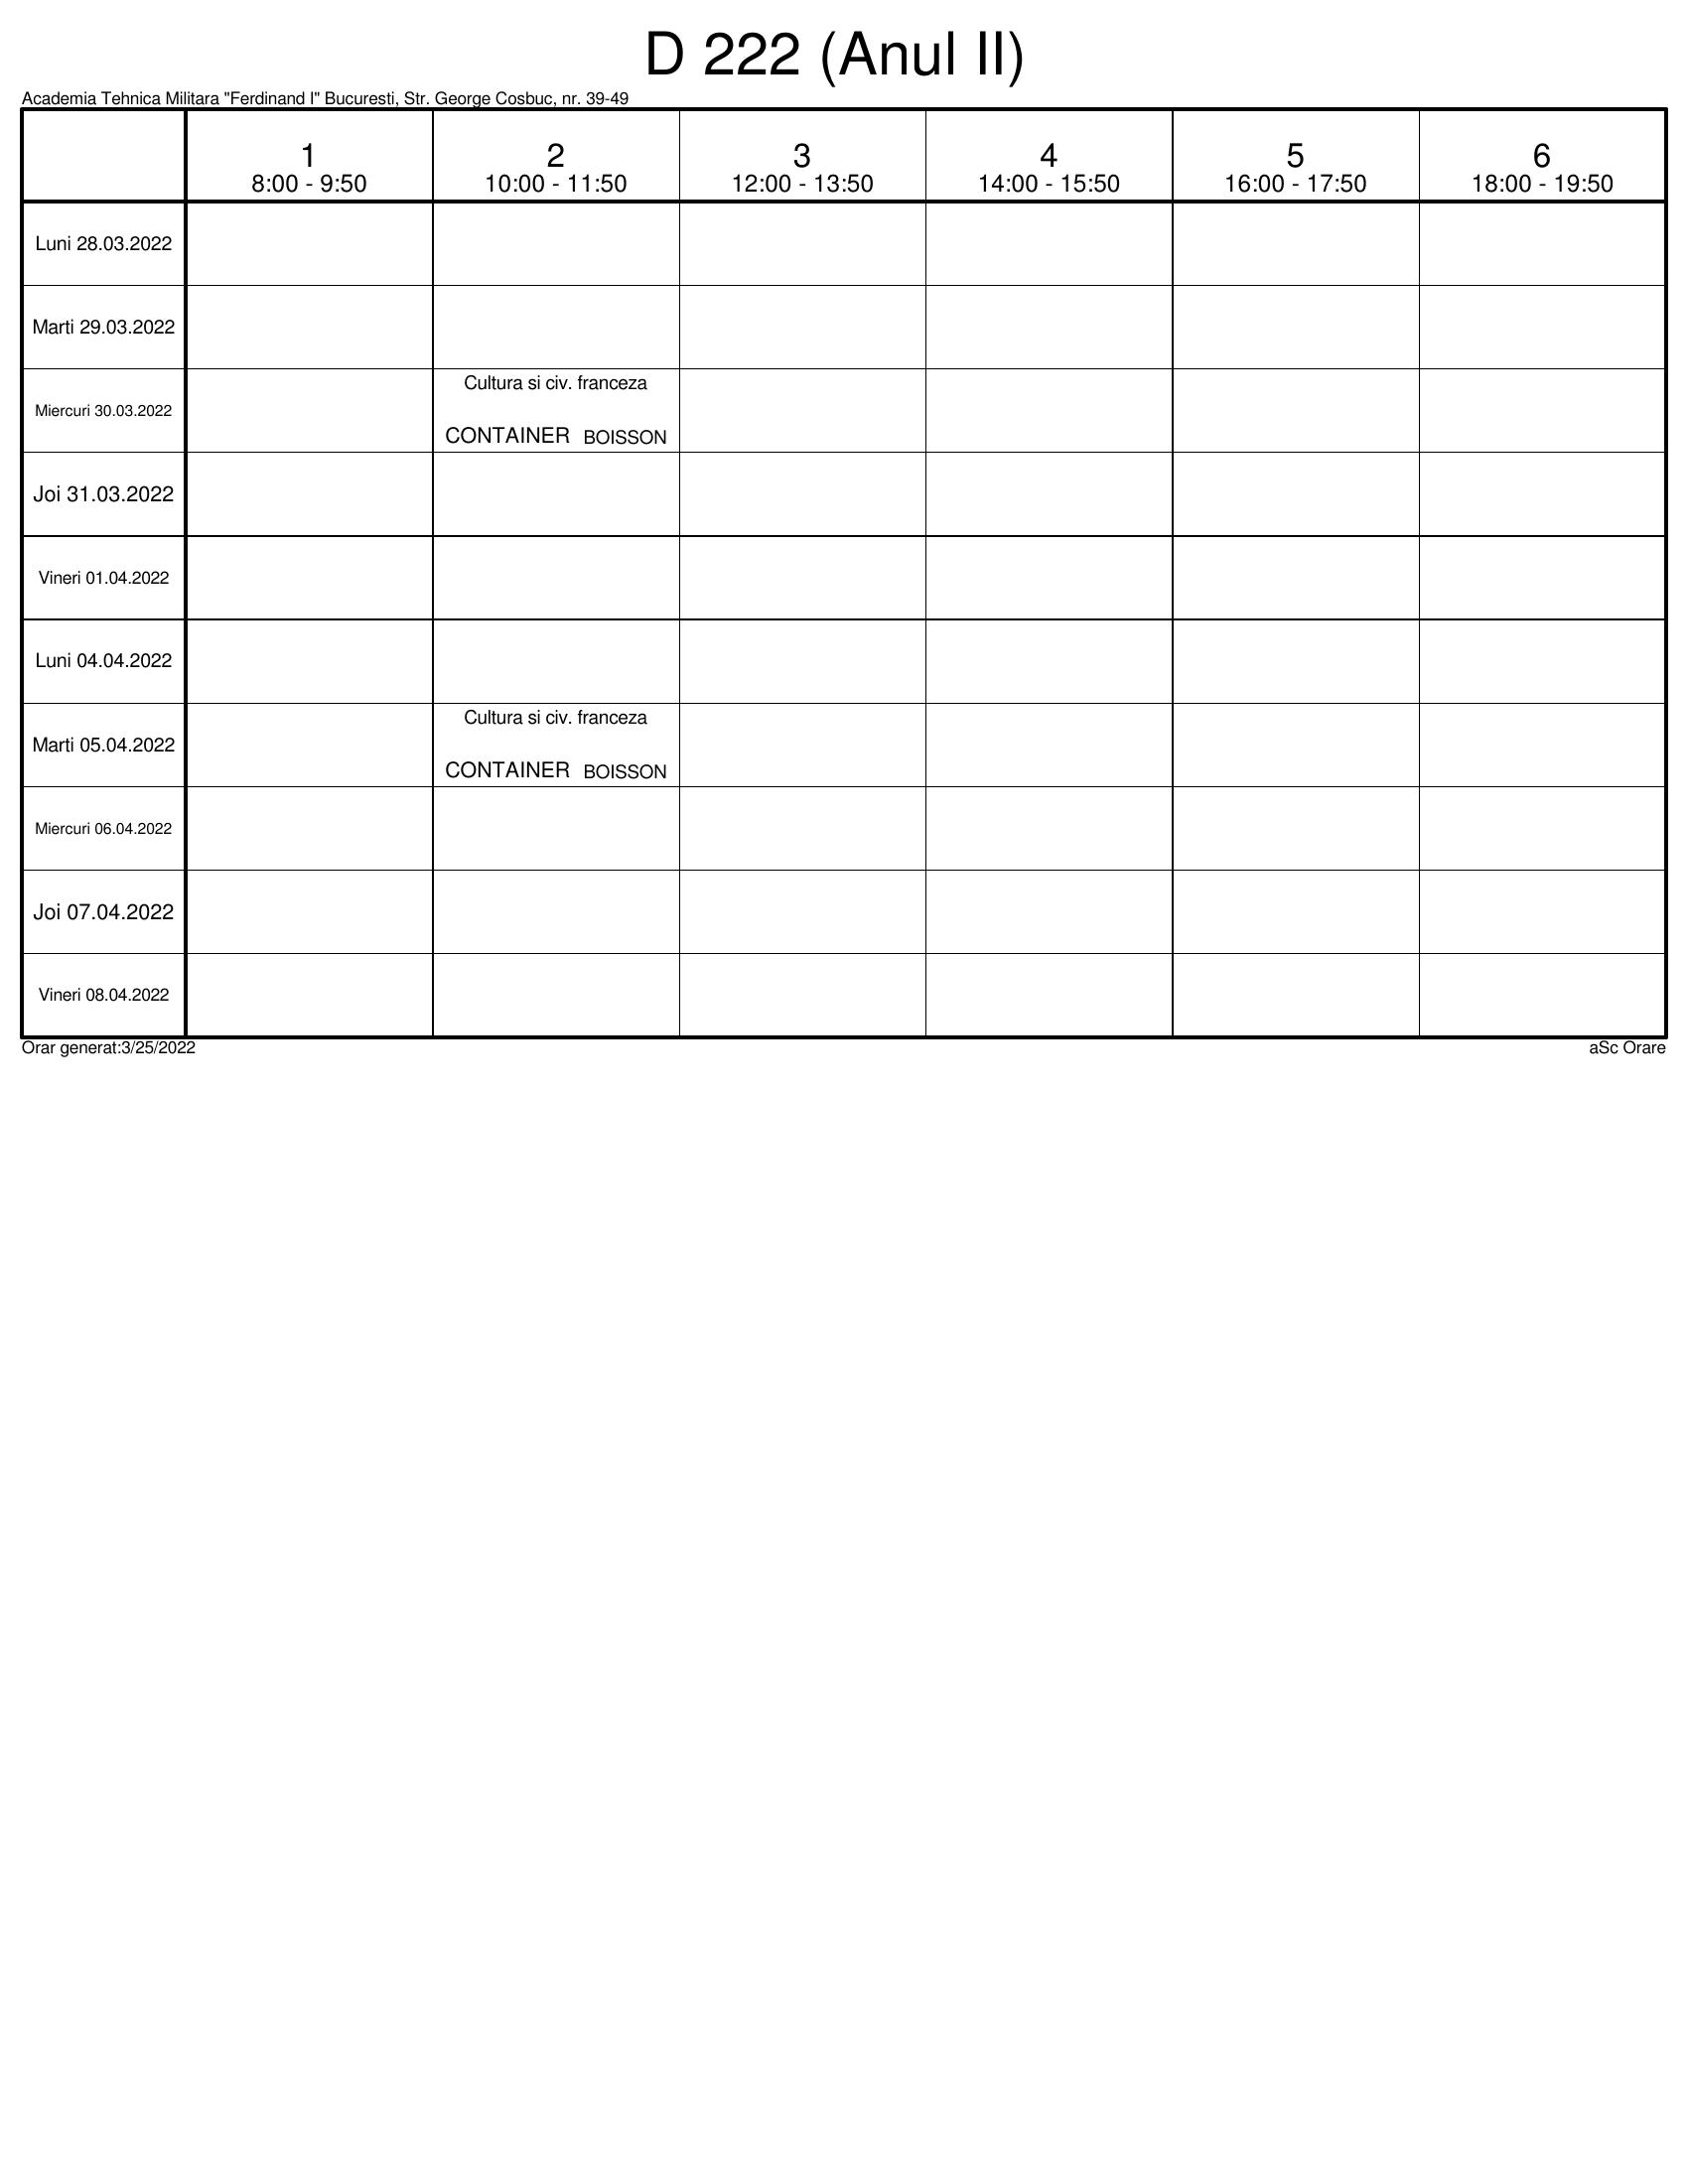 D 222 (Anul II)
Academia Tehnica Militara "Ferdinand I" Bucuresti, Str. George Cosbuc, nr. 39-49
1 2 3 4 5 6
8:00 - 9:50 10:00 - 11:50 12:00 - 13:50 14:00 - 15:50 16:00 - 17:50 18:00 - 19:50
Luni 28.03.2022
Marti 29.03.2022
Miercuri 30.03.2022
Cultura si civ. franceza
CONTAINER BOISSON
Joi 31.03.2022
Vineri 01.04.2022
Luni 04.04.2022
Marti 05.04.2022
Cultura si civ. franceza
CONTAINER BOISSON
Miercuri 06.04.2022
Joi 07.04.2022
Vineri 08.04.2022
Orar generat:3/25/2022 aSc Orare